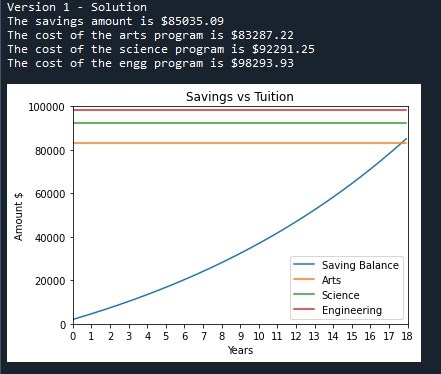 Version 1 - Solution
The savings amount is $85035.09
The cost of the arts program is $83287.22
The cost of the science program is $92291.25
The cost of the engg program is $98293.93
Savings vs Tuition
100000
80000
60000
40000
20000
0
Amount $
Saving Balance
Arts
Science
Engineering
0 1 2 3 4 5 6 7 8 9 10 11 12 13 14 15 16 17 18
Years